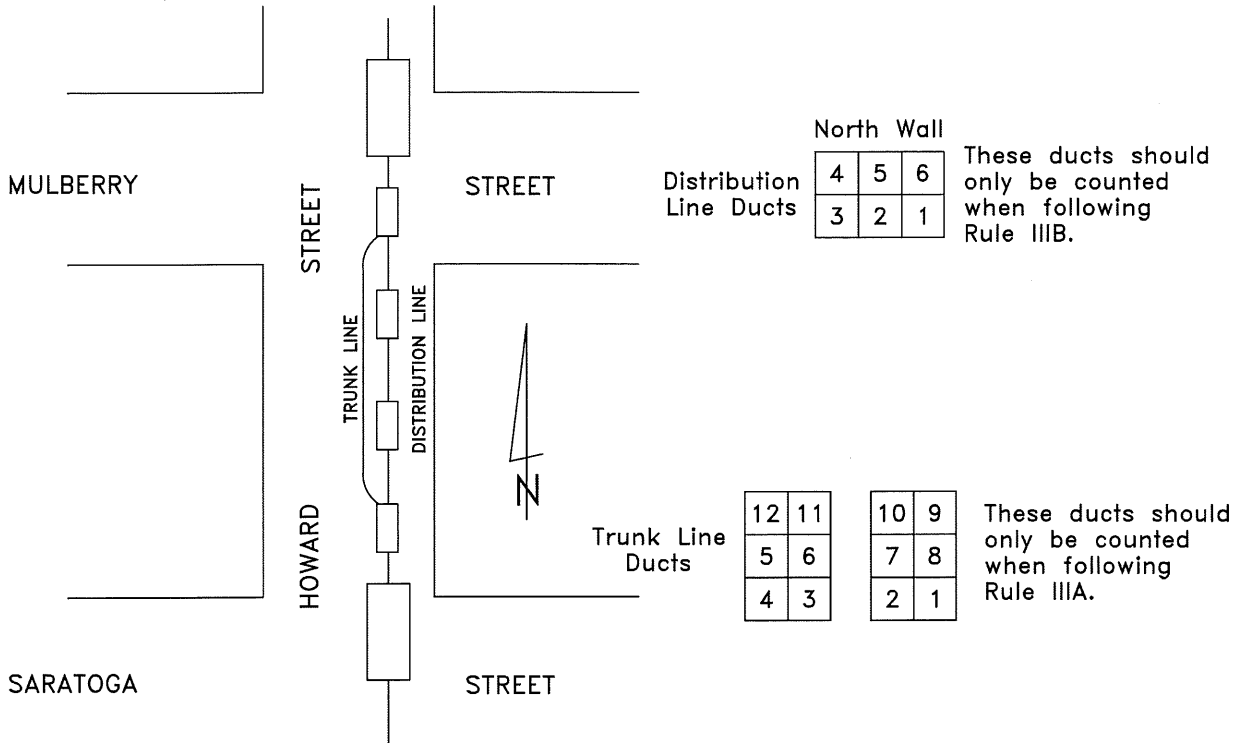 North Wall
Distribution
Line Ducts
4 5 6
3 2 1
These ducts should
only be counted
when following
Rule IIIB.
MULBERRY
STREET
STREET
TRUNK LINE
DISTRIBUTION LINE
N
HOWARD
Trunk Line
Ducts
12 11 10 9
5 6 7 8
4 3 2 1
These ducts should
only be counted
when following
Rule IIIA.
SARATOGA
STREET